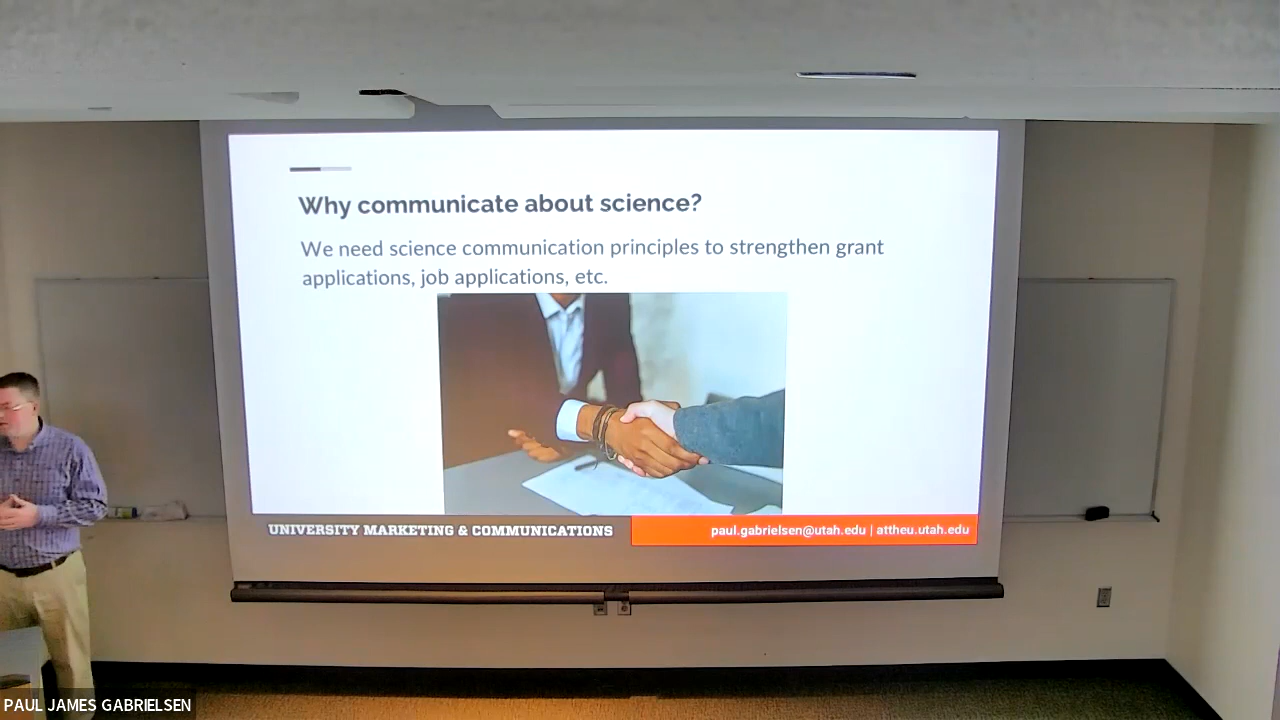 Why communicate about science?
We need science communication principles to strengthen grant
applications, job applications, etc.
UNIVERSITY MARKETING & COMMUNICATIONS
paul.gabrielsen@utah.edu | attheu.utah.edu
PAUL JAMES GABRIELSEN